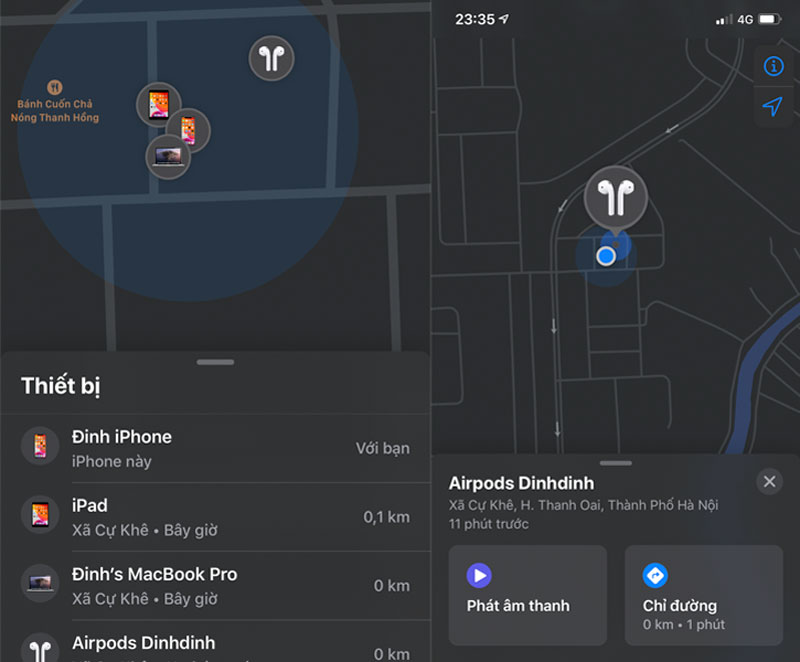 Bánh Cuốn Chả
Nóng Thanh Hồng
Thiết bị
Đinh iPhone
iPhone này
Với bạn
iPad
Xã Cự Khê • Bây giờ
0,1 km
Đinh's MacBook Pro
Xã Cự Khê • Bây giờ
0 km
Airpods Dinhdinh
0 km
23:35
4G
Airpods Dinhdinh
Xã Cự Khê, H. Thanh Oai, Thành Phố Hà Nội
11 phút trước
Phát âm thanh
Chỉ đường
0 km • 1 phút